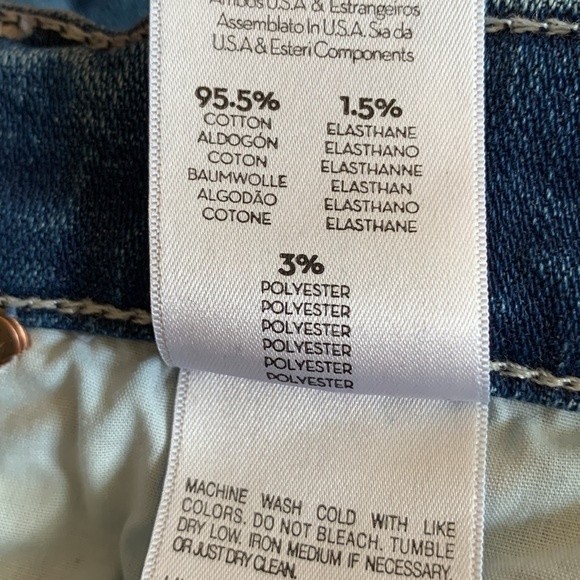 Ambos U.S.A & Estrangeiros
Assemblato In U.S.A. Sia da
U.S.A & Esteri Components
95.5%
COTTON
ALDOGÓN
COTON
BAUMWOLLE
ALGODÃO
COTONE
1.5%
ELASTHANE
ELASTHANO
ELASTHANNE
ELASTHAN
ELASTHANO
ELASTHANE
3%
POLYESTER
POLYESTER
POLYESTER
POLYESTER
POLYESTER
POLYESTER
MACHINE WASH COLD WITH LIKE
COLORS. DO NOT BLEACH. TUMBLE
DRY LOW. IRON MEDIUM IF NECESSARY
OR JUST DRY CLEAN.